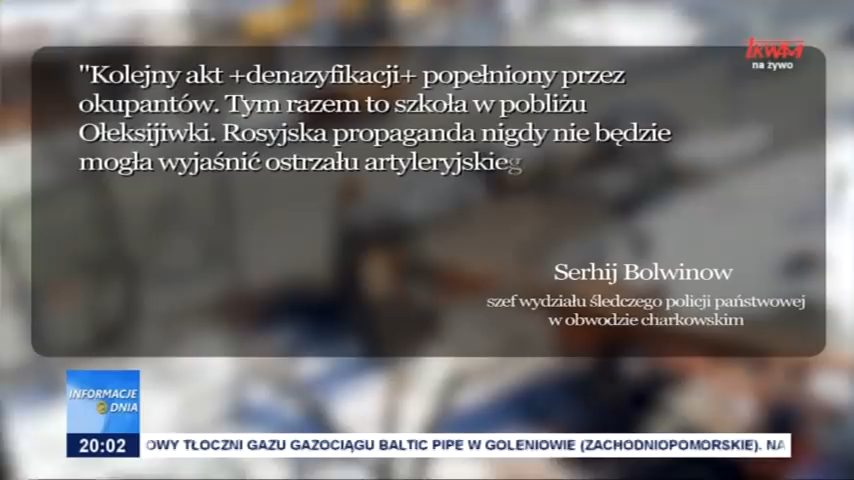 TRWAM
na żywo
"Kolejny akt +denazyfikacji+ popełniony przez
okupantów. Tym razem to szkoła w pobliżu
Ołeksijiwki. Rosyjska propaganda nigdy nie będzie
mogła wyjaśnić ostrzału artyleryjskieg
Serhij Bolwinow
szef wydziału śledczego policji państwowej
w obwodzie charkowskim
INFORMACJE
DNIA
20:02
OWY TŁOCZNI GAZU GAZOCIĄGU BALTIC PIPE W GOLENIOWIE (ZACHODNIOPOMORSKIE). NA